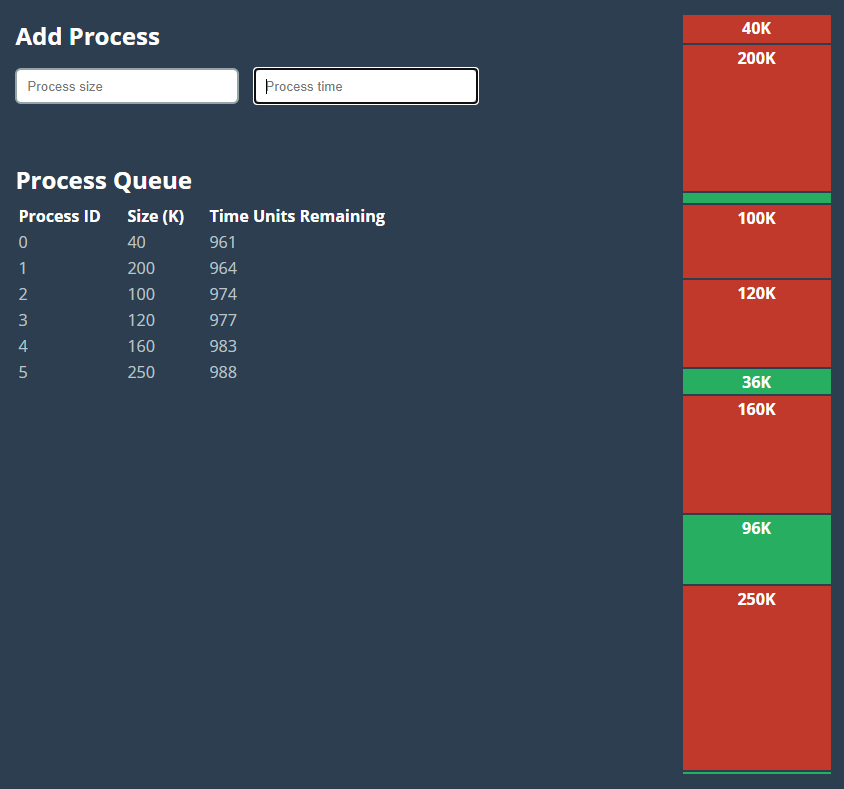 Add Process
Process size
Process time
Process Queue
Process ID Size (K) Time Units Remaining
0 40 961
1 200 964
2 100 974
3 120 977
4 160 983
5 250 988
40K
200K
100K
120K
36K
160K
96K
250K